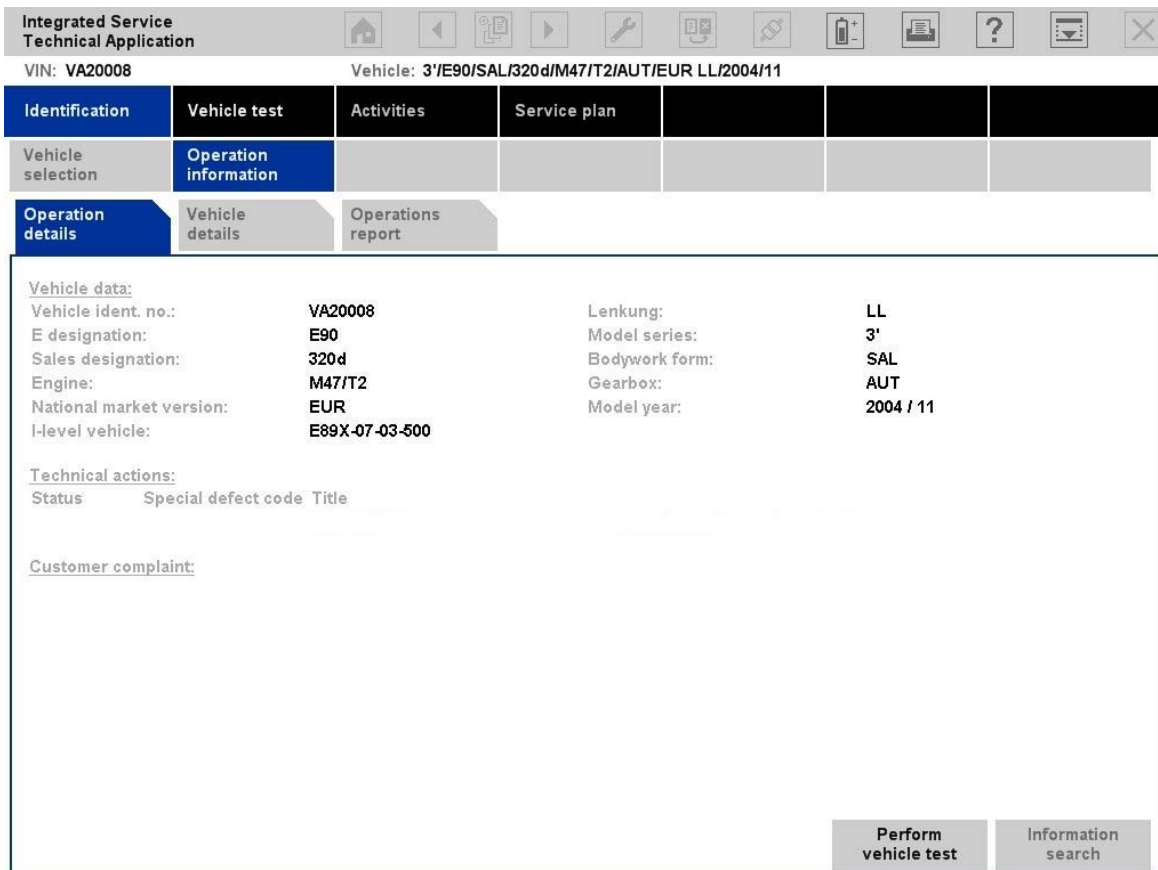 Integrated Service
Technical Application
VIN: VA20008 Vehicle: 3'/E90/SAL/320d/M47/T2/AUT/EUR LL/2004/11
Identification Vehicle test Activities Service plan
Vehicle selection Operation information
Operation details Vehicle details Operations report
Vehicle data:
Vehicle ident. no.: VA20008 Lenkung: LL
E designation: E90 Model series: 3'
Sales designation: 320d Bodywork form: SAL
Engine: M47/T2 Gearbox: AUT
National market version: EUR Model year: 2004 / 11
I-level vehicle: E89X-07-03-500
Technical actions:
Status Special defect code Title
Customer complaint:
Perform vehicle test Information search